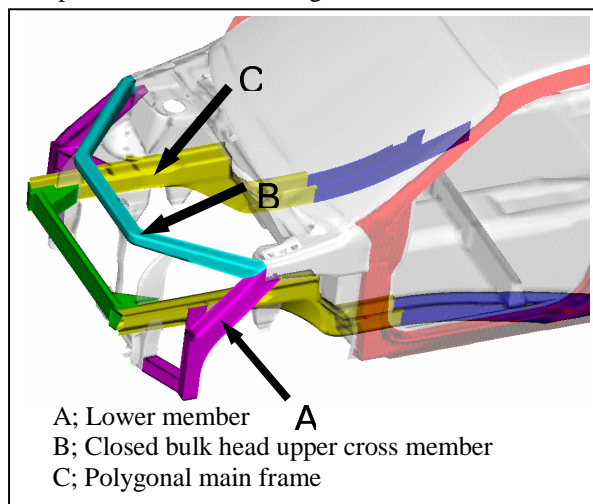 C
B
A
A; Lower member
B; Closed bulk head upper cross member
C; Polygonal main frame